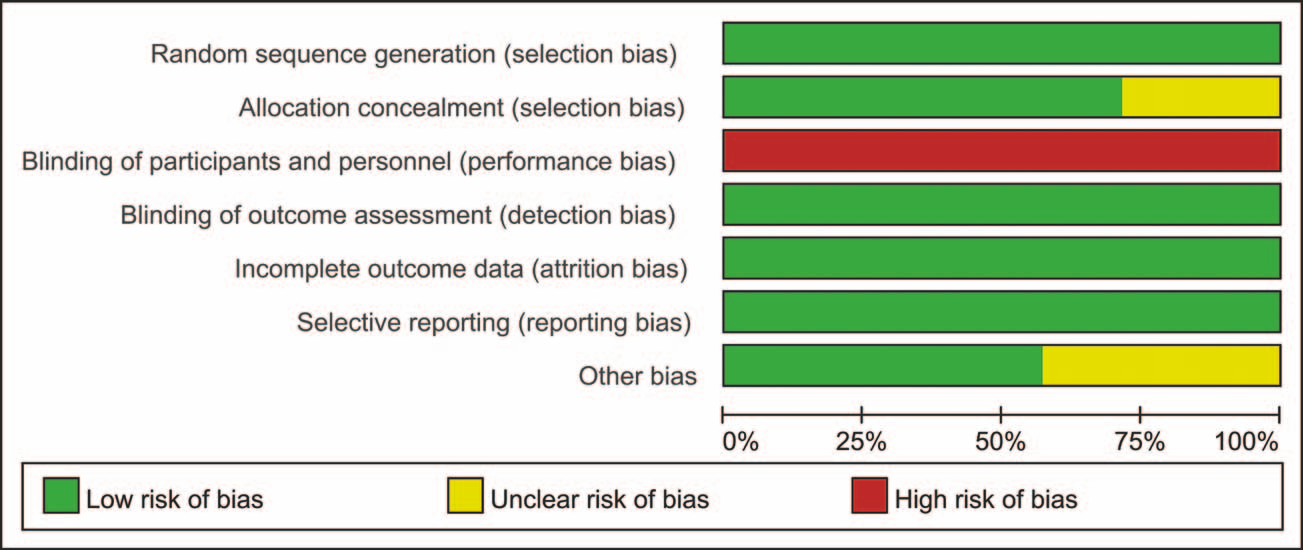 Random sequence generation (selection bias)
Allocation concealment (selection bias)
Blinding of participants and personnel (performance bias)
Blinding of outcome assessment (detection bias)
Incomplete outcome data (attrition bias)
Selective reporting (reporting bias)
Other bias
0% 25% 50% 75% 100%
Low risk of bias Unclear risk of bias High risk of bias